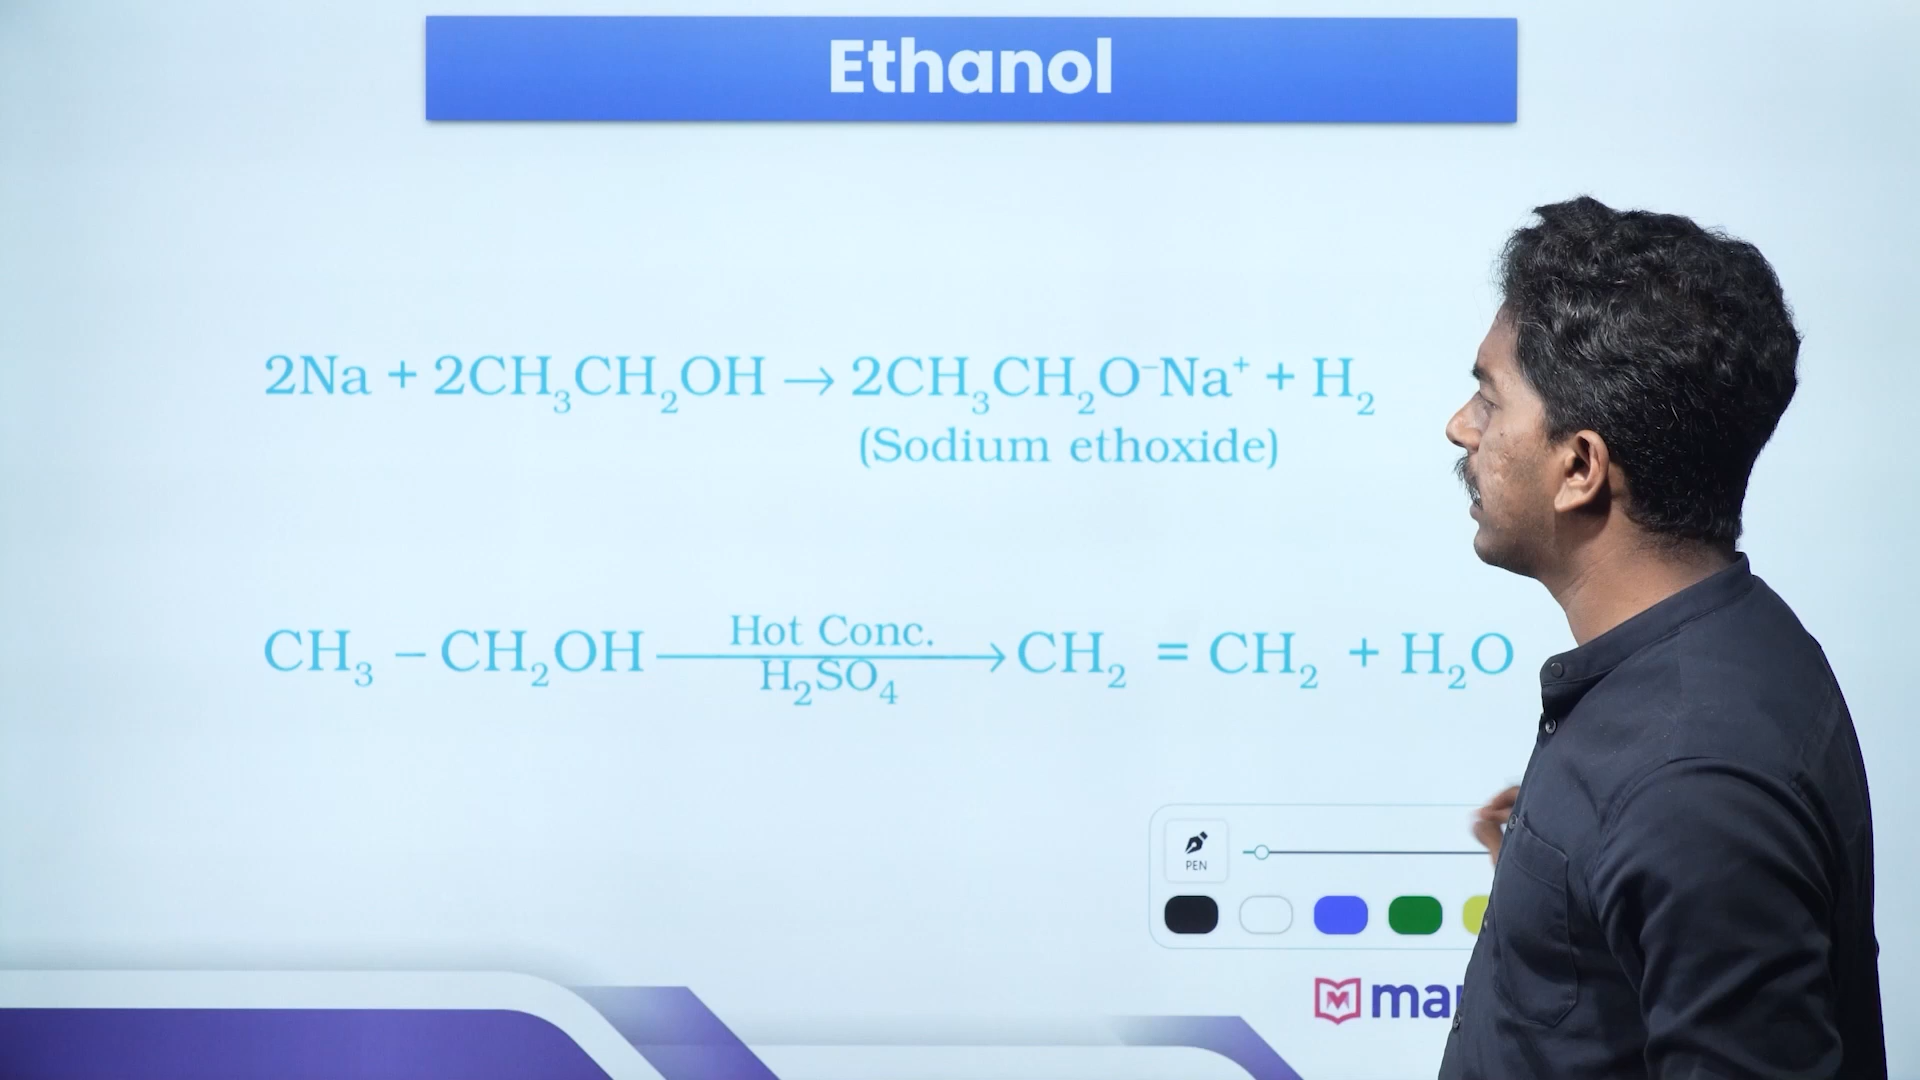 Ethanol
2Na + 2CH₃CH₂OH → 2CH₃CH₂O⁻Na⁺ + H₂
(Sodium ethoxide)
Hot Conc.
CH₃ – CH₂OH ⟶ CH₂ = CH₂ + H₂O
H₂SO₄
PEN